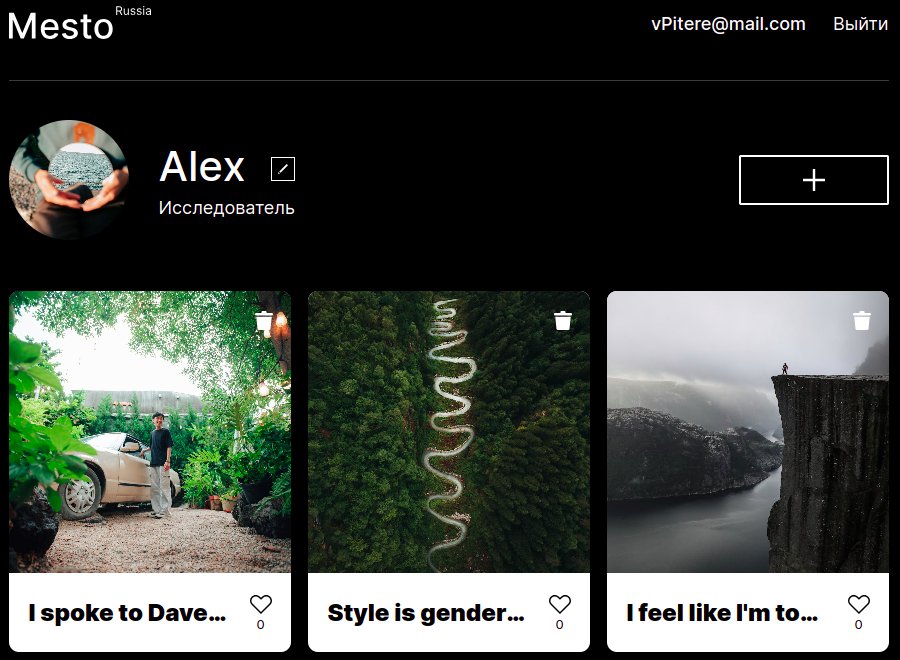 Mesto Russia
vPitere@mail.com Выйти
Alex
Исследователь
I spoke to Dave...
0
Style is gender...
0
I feel like I'm to...
0